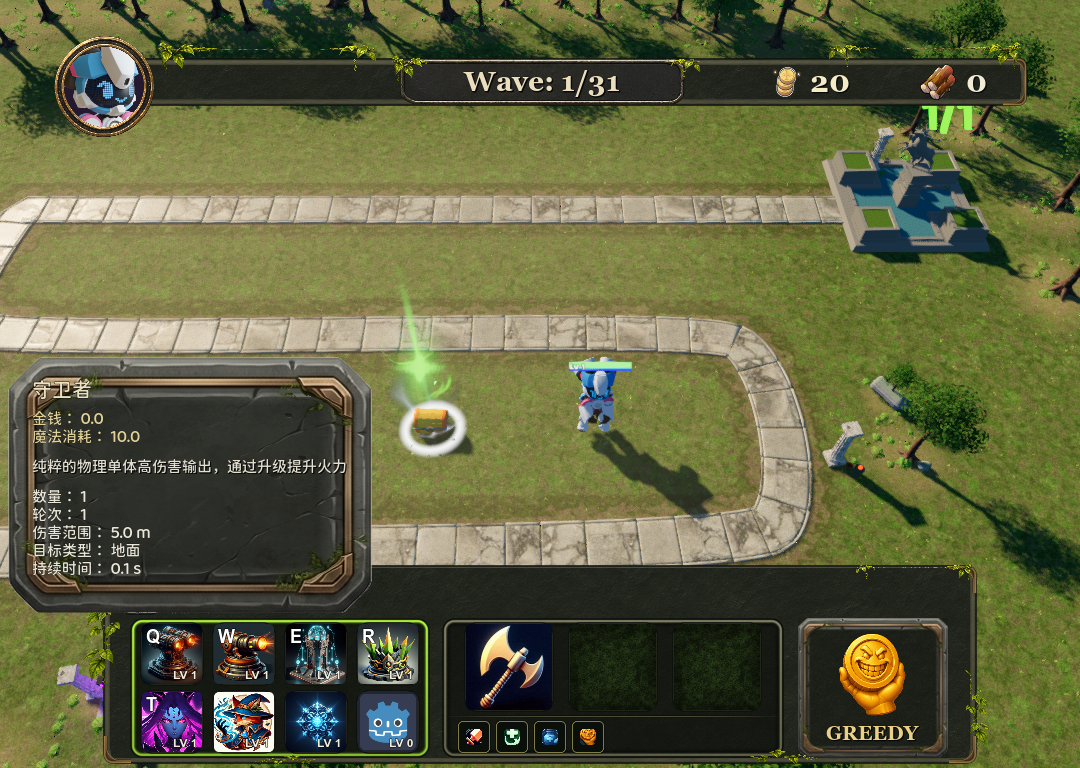 Wave: 1/31
20
0
1/1
守卫者
金钱： 0.0
魔法消耗： 10.0
纯粹的物理单体高伤害输出，通过升级提升火力
数量： 1
轮次： 1
伤害范围： 5.0 m
目标类型： 地面
持续时间： 0.1 s
Q LV 1
W LV 1
E LV 1
R LV 1
T LV 1
LV 1
LV 1
LV 0
GREEDY